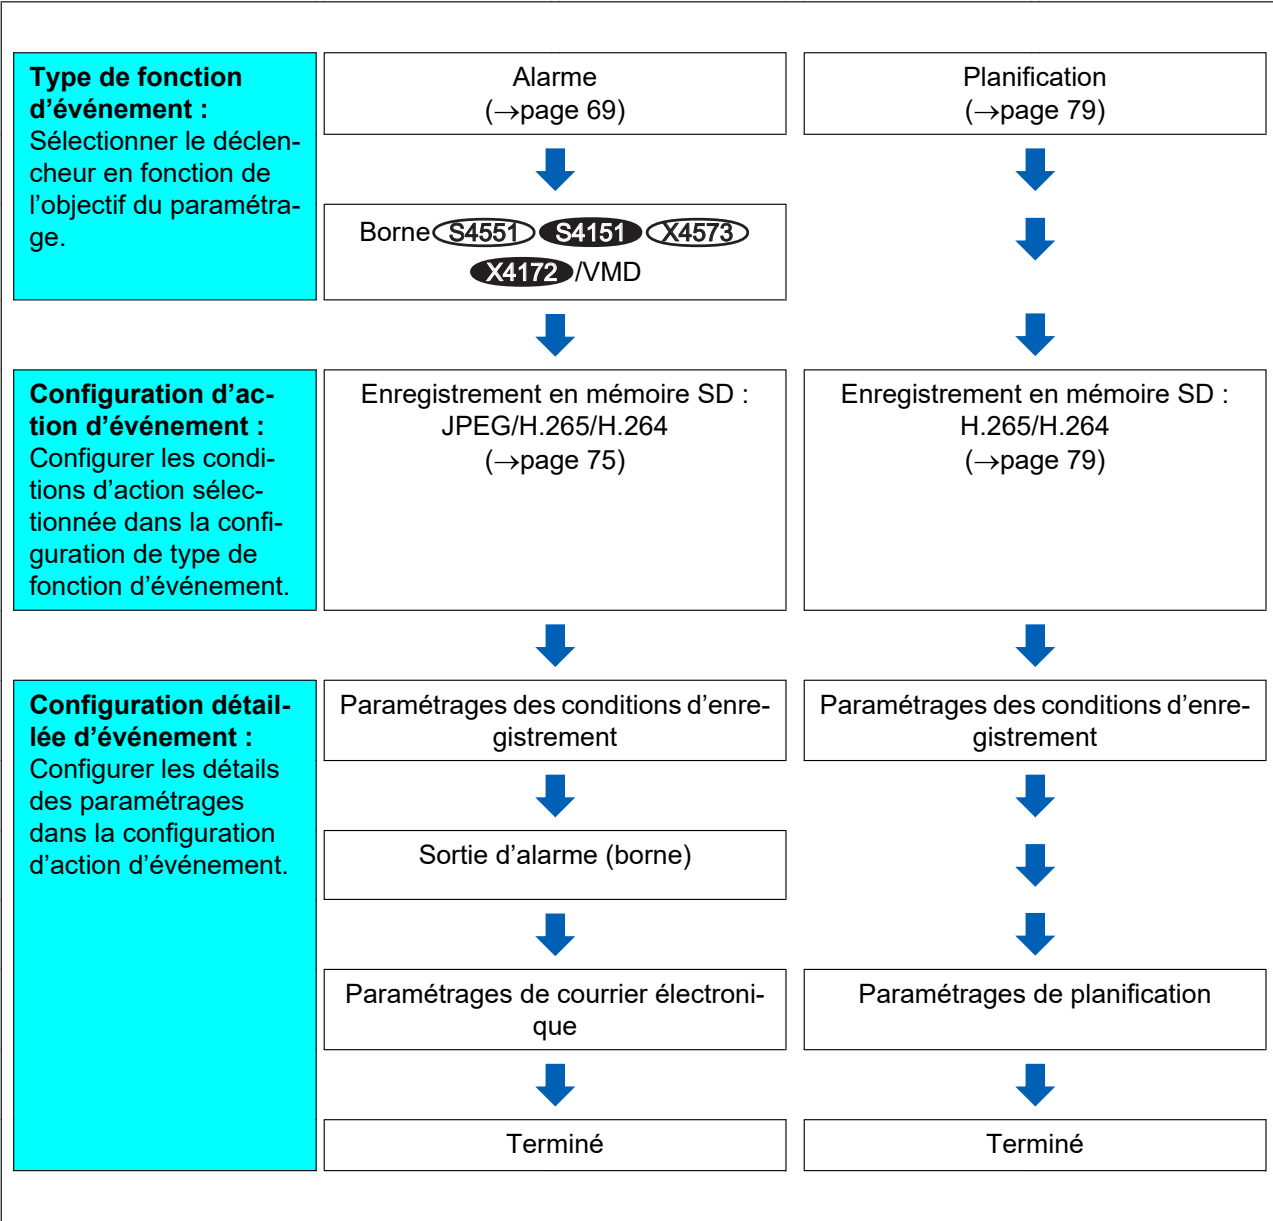 Type de fonction
d’événement :
Sélectionner le déclen-
cheur en fonction de
l’objectif du paramétra-
ge.
Alarme
(→page 69)
Planification
(→page 79)
Borne S4551 S4151 X4573
X4172 /VMD
Configuration d’ac-
tion d’événement :
Configurer les condi-
tions d’action sélec-
tionnée dans la confi-
guration de type de
fonction d’événement.
Enregistrement en mémoire SD :
JPEG/H.265/H.264
(→page 75)
Enregistrement en mémoire SD :
H.265/H.264
(→page 79)
Configuration détail-
lée d’événement :
Configurer les détails
des paramétrages
dans la configuration
d’action d’événement.
Paramétrages des conditions d’enre-
gistrement
Paramétrages des conditions d’enre-
gistrement
Sortie d’alarme (borne)
Paramétrages de courrier électroni-
que
Paramétrages de planification
Terminé
Terminé